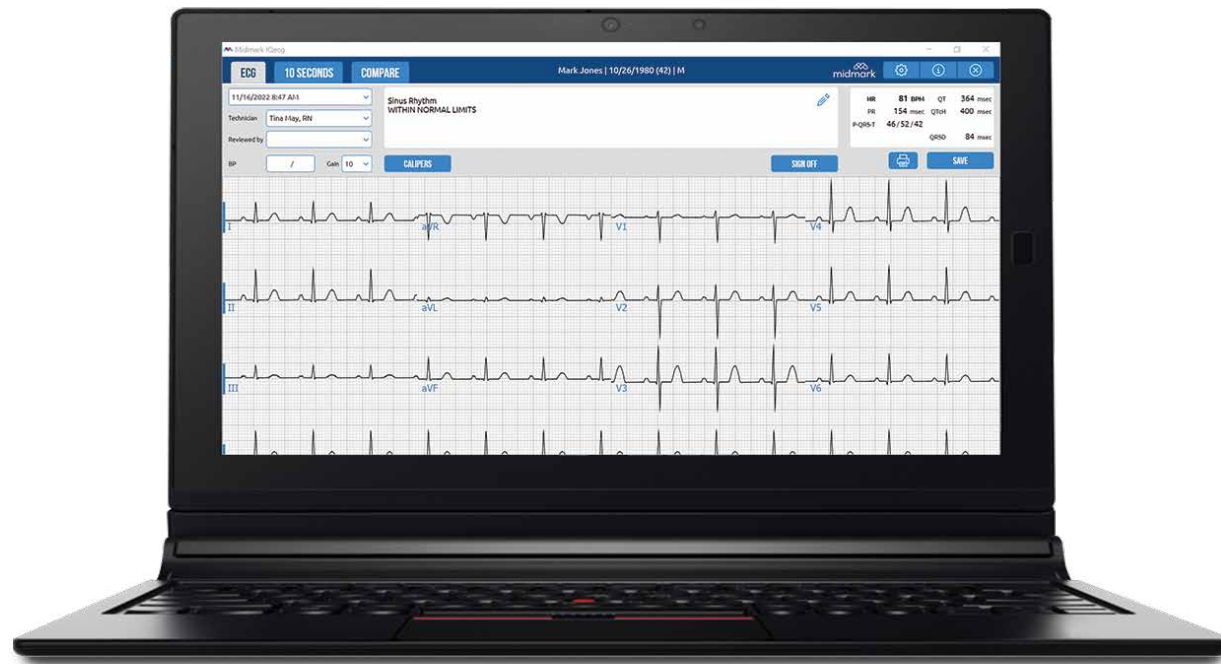 Midmark IQecg
ECG 10 SECONDS COMPARE Mark Jones | 10/26/1980 (42) | M midmark
11/16/2022 8:47 AM
Technician Tina May, RN
Reviewed by
BP / Gain 10
Sinus Rhythm
WITHIN NORMAL LIMITS
CALIPERS SIGN OFF
HR 81 BPM QT 364 msec
PR 154 msec QTcH 400 msec
P-QRS-T 46/52/42
QRSD 84 msec
SAVE
I aVR V1 V4
II aVL V2 V5
III aVF V3 V6